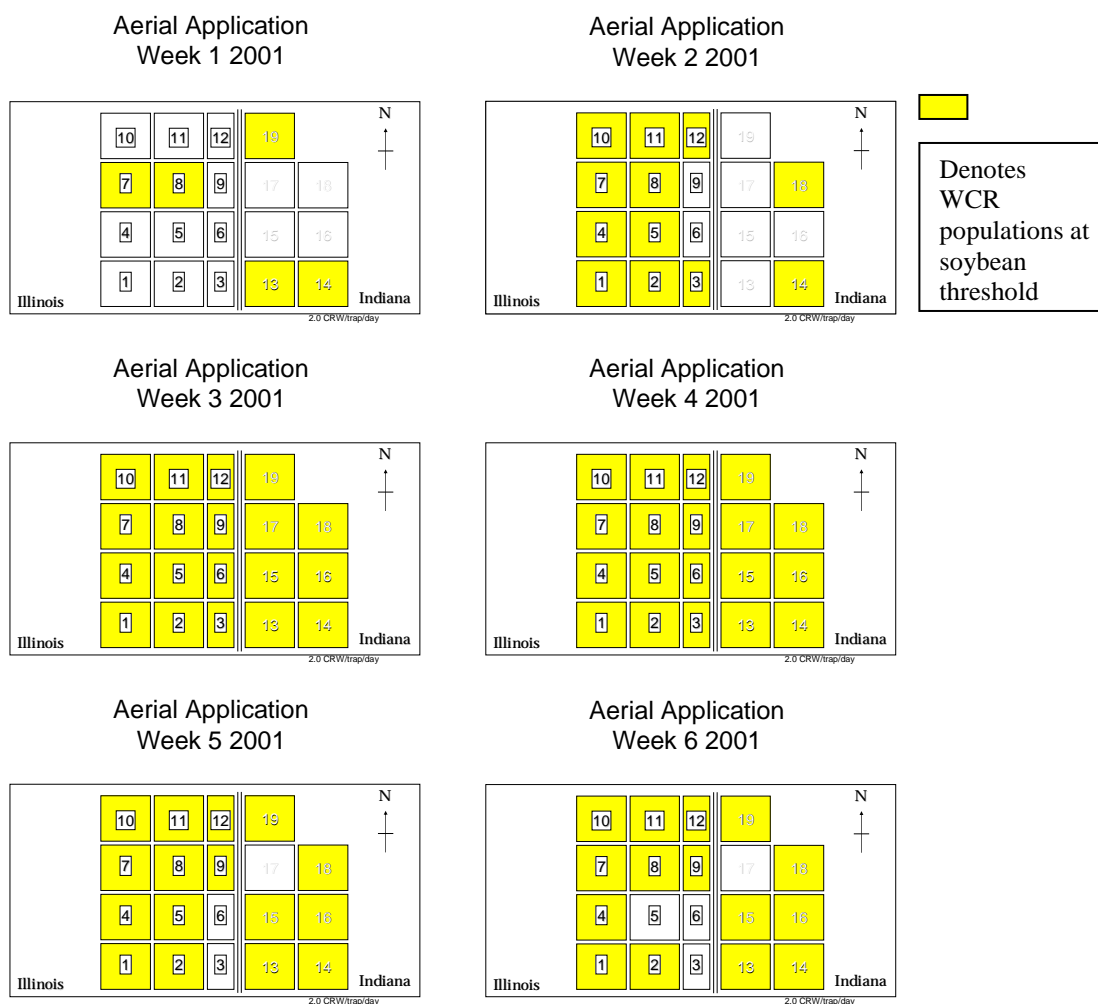 Aerial Application
Week 1 2001
N
10 11 12 19
7 8 9 17 18
4 5 6 15 16
1 2 3 13 14
Illinois Indiana
2.0 CRW/trap/day
Aerial Application
Week 2 2001
N
10 11 12 19
7 8 9 17 18
4 5 6 15 16
1 2 3 13 14
Illinois Indiana
2.0 CRW/trap/day
Denotes
WCR
populations at
soybean
threshold
Aerial Application
Week 3 2001
N
10 11 12 19
7 8 9 17 18
4 5 6 15 16
1 2 3 13 14
Illinois Indiana
2.0 CRW/trap/day
Aerial Application
Week 4 2001
N
10 11 12 19
7 8 9 17 18
4 5 6 15 16
1 2 3 13 14
Illinois Indiana
2.0 CRW/trap/day
Aerial Application
Week 5 2001
N
10 11 12 19
7 8 9 17 18
4 5 6 15 16
1 2 3 13 14
Illinois Indiana
2.0 CRW/trap/day
Aerial Application
Week 6 2001
N
10 11 12 19
7 8 9 17 18
4 5 6 15 16
1 2 3 13 14
Illinois Indiana
2.0 CRW/trap/day